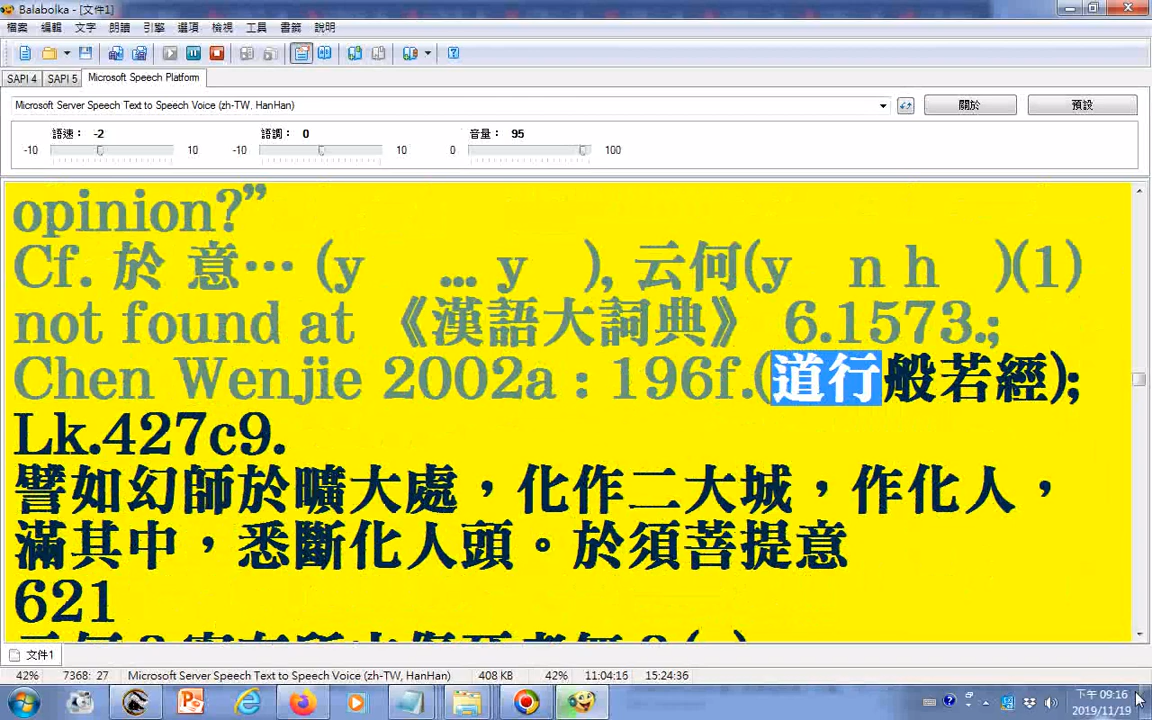 Balabolka - [文件1]
檔案 編輯 文字 朗讀 引擎 選項 檢視 工具 書籤 說明
SAPI 4 SAPI 5 Microsoft Speech Platform
Microsoft Server Speech Text to Speech Voice (zh-TW, HanHan) 關於 預設
語速： -2 語調： 0 音量： 95
-10 10 -10 10 0 100
opinion?”
Cf. 於 意… (y ... y ), 云何(y n h )(1)
not found at 《漢語大詞典》 6.1573.;
Chen Wenjie 2002a : 196f.(道行般若經);
Lk.427c9.
譬如幻師於曠大處，化作二大城，作化人，
滿其中，悉斷化人頭。於須菩提意
621
文件1
42% 7368: 27 Microsoft Server Speech Text to Speech Voice (zh-TW, HanHan) 408 KB 42% 11:04:16 15:24:36
下午 09:16
2019/11/19